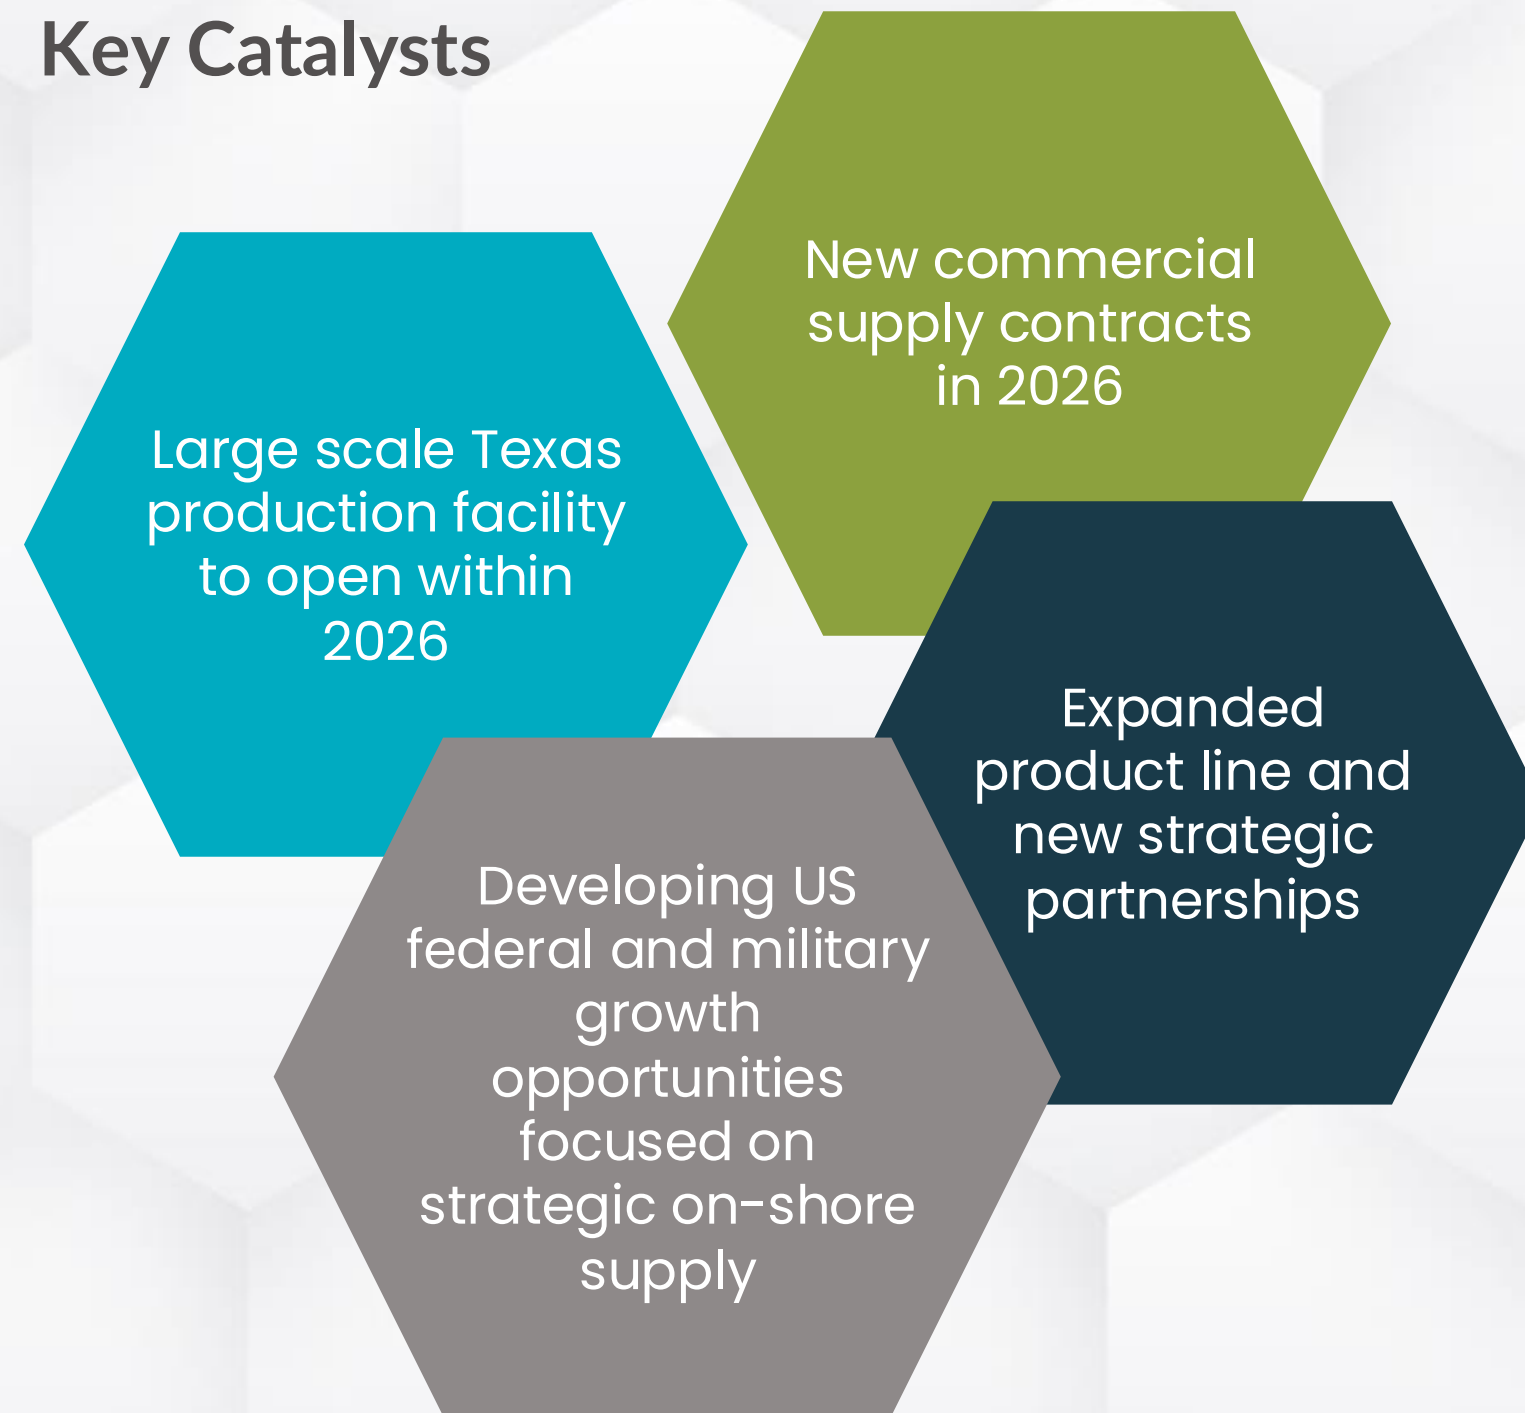 Key Catalysts
Large scale Texas
production facility
to open within
2026
New commercial
supply contracts
in 2026
Expanded
product line and
new strategic
partnerships
Developing US
federal and military
growth
opportunities
focused on
strategic on-shore
supply